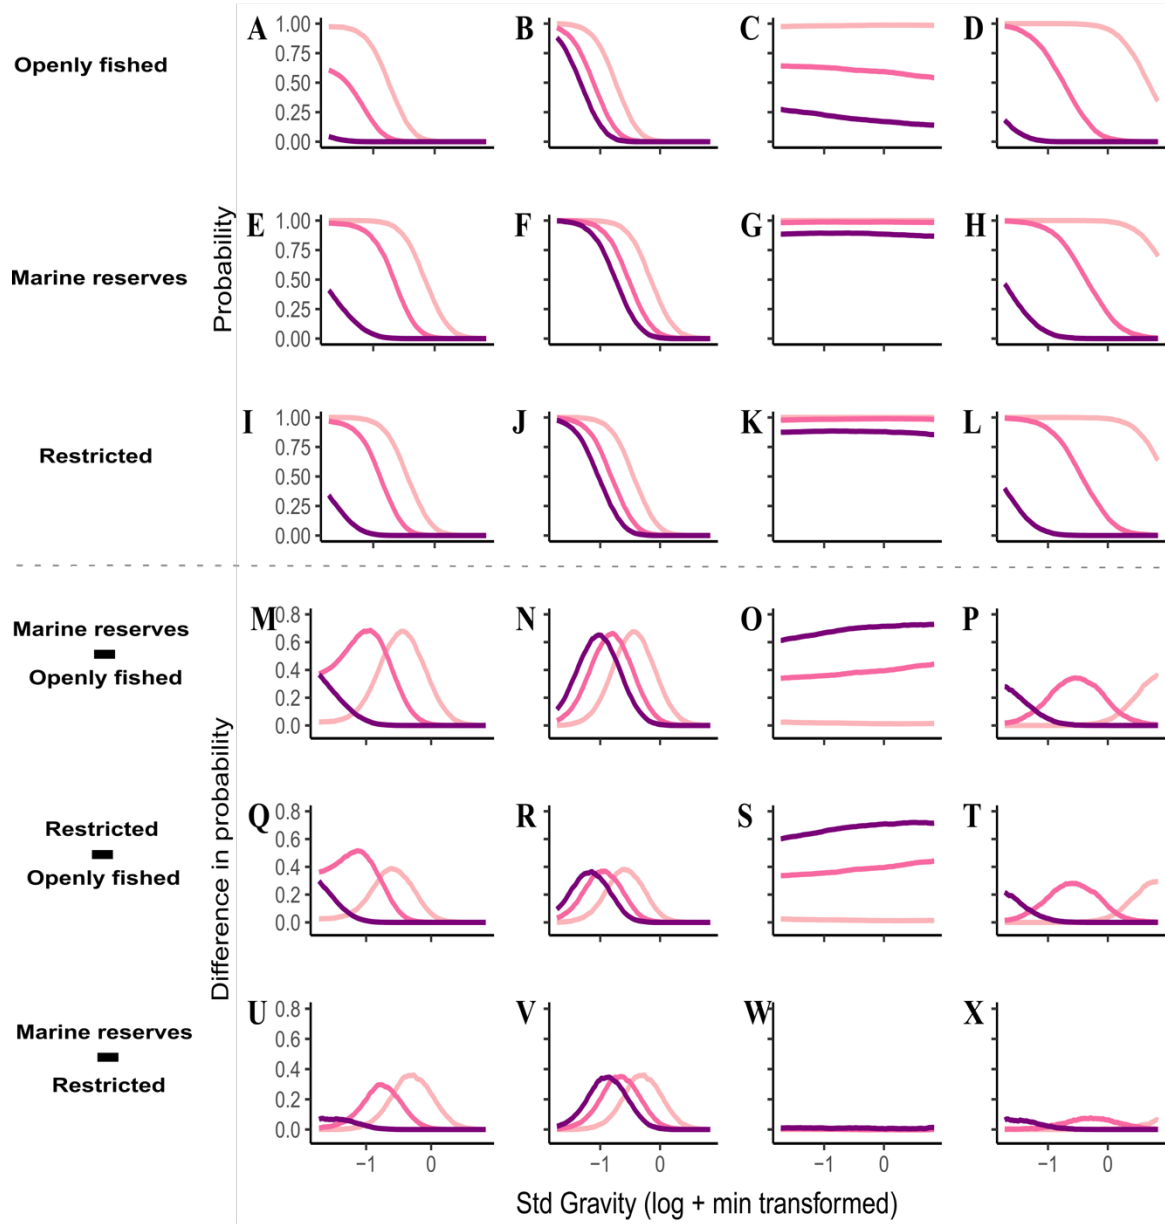 A B C D
1.00
0.75
0.50
0.25
0.00
Openly fished
E F G H
1.00
0.75
0.50
0.25
0.00
Marine reserves
Probability
I J K L
1.00
0.75
0.50
0.25
0.00
Restricted
M N O P
0.8
0.6
0.4
0.2
0.0
Marine reserves
Openly fished
Difference in probability
Q R S T
0.8
0.6
0.4
0.2
0.0
Restricted
Openly fished
U V W X
0.8
0.6
0.4
0.2
0.0
Marine reserves
Restricted
−1 0 −1 0 −1 0 −1 0
Std Gravity (log + min transformed)